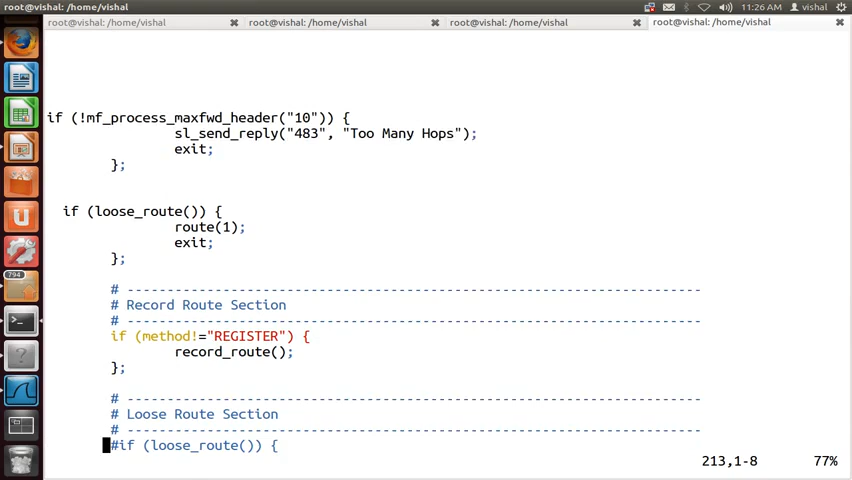 root@vishal: /home/vishal
11:26 AM vishal
root@vishal: /home/vishal root@vishal: /home/vishal root@vishal: /home/vishal root@vishal: /home/vishal
if (!mf_process_maxfwd_header("10")) {
sl_send_reply("483", "Too Many Hops");
exit;
};
if (loose_route()) {
route(1);
exit;
};
# ------------------------------------------------------------------------
# Record Route Section
# ------------------------------------------------------------------------
if (method!="REGISTER") {
record_route();
};
# ------------------------------------------------------------------------
# Loose Route Section
# ------------------------------------------------------------------------
#if (loose_route()) {
794
213,1-8 77%